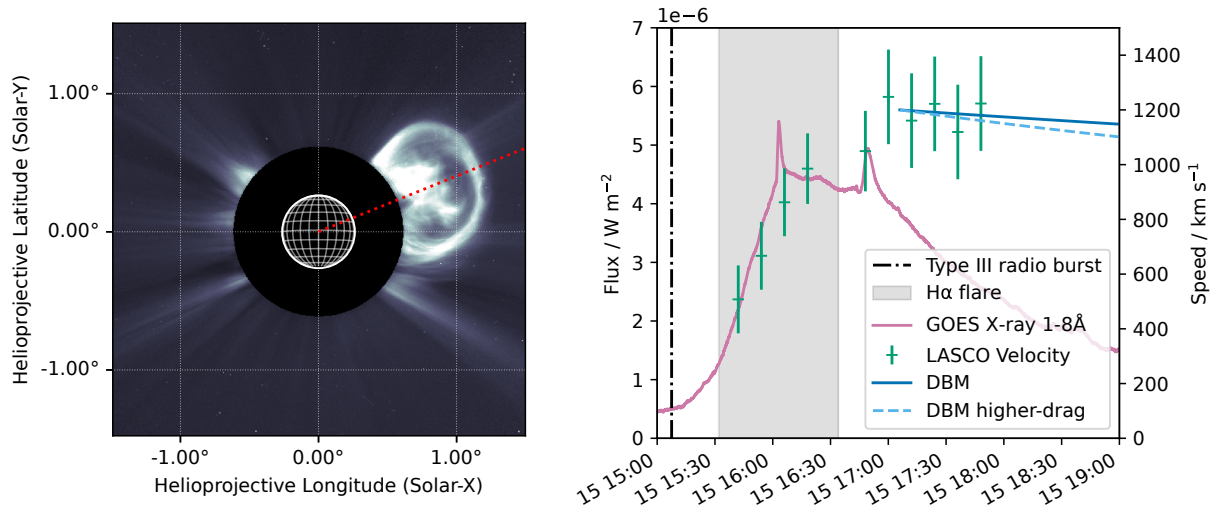 Helioprojective Latitude (Solar-Y)
1.00°
0.00°
-1.00°
-1.00° 0.00° 1.00°
Helioprojective Longitude (Solar-X)
1e−6
Flux / W m⁻²
7
6
5
4
3
2
1
0
Type III radio burst
Hα flare
GOES X-ray 1-8Å
LASCO Velocity
DBM
DBM higher-drag
1400
1200
1000
800
600
400
200
0
Speed / km s⁻¹
15 15:00
15 15:30
15 16:00
15 16:30
15 17:00
15 17:30
15 18:00
15 18:30
15 19:00